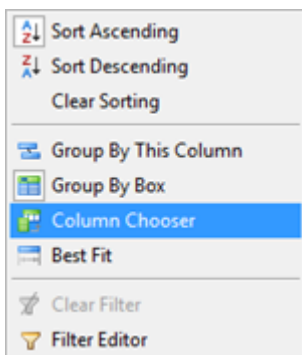 Sort Ascending
Sort Descending
Clear Sorting
Group By This Column
Group By Box
Column Chooser
Best Fit
Clear Filter
Filter Editor